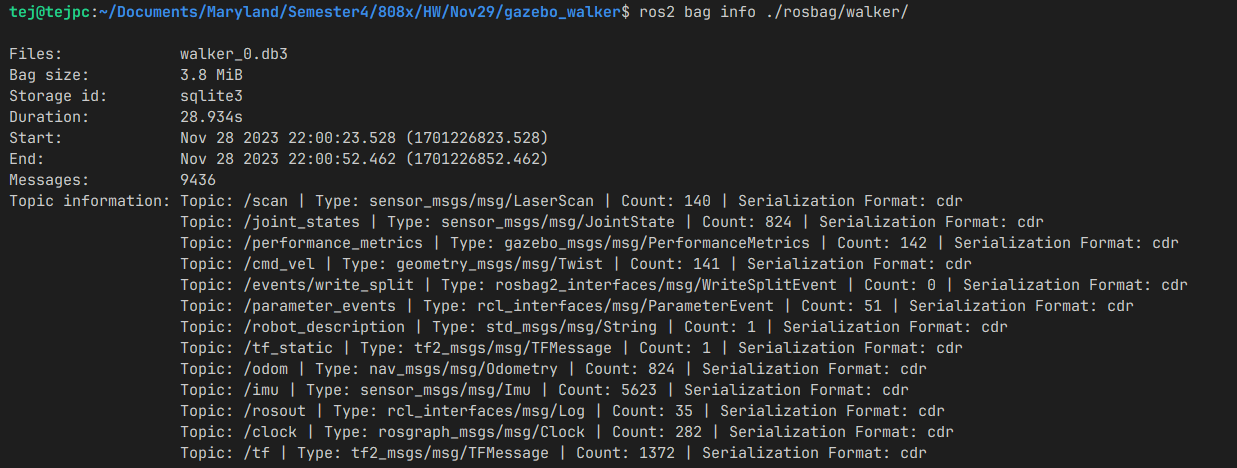 tej@tejpc:~/Documents/Maryland/Semester4/808x/HW/Nov29/gazebo_walker$ ros2 bag info ./rosbag/walker/
Files: walker_0.db3
Bag size: 3.8 MiB
Storage id: sqlite3
Duration: 28.934s
Start: Nov 28 2023 22:00:23.528 (1701226823.528)
End: Nov 28 2023 22:00:52.462 (1701226852.462)
Messages: 9436
Topic information: Topic: /scan | Type: sensor_msgs/msg/LaserScan | Count: 140 | Serialization Format: cdr
Topic: /joint_states | Type: sensor_msgs/msg/JointState | Count: 824 | Serialization Format: cdr
Topic: /performance_metrics | Type: gazebo_msgs/msg/PerformanceMetrics | Count: 142 | Serialization Format: cdr
Topic: /cmd_vel | Type: geometry_msgs/msg/Twist | Count: 141 | Serialization Format: cdr
Topic: /events/write_split | Type: rosbag2_interfaces/msg/WriteSplitEvent | Count: 0 | Serialization Format: cdr
Topic: /parameter_events | Type: rcl_interfaces/msg/ParameterEvent | Count: 51 | Serialization Format: cdr
Topic: /robot_description | Type: std_msgs/msg/String | Count: 1 | Serialization Format: cdr
Topic: /tf_static | Type: tf2_msgs/msg/TFMessage | Count: 1 | Serialization Format: cdr
Topic: /odom | Type: nav_msgs/msg/Odometry | Count: 824 | Serialization Format: cdr
Topic: /imu | Type: sensor_msgs/msg/Imu | Count: 5623 | Serialization Format: cdr
Topic: /rosout | Type: rcl_interfaces/msg/Log | Count: 35 | Serialization Format: cdr
Topic: /clock | Type: rosgraph_msgs/msg/Clock | Count: 282 | Serialization Format: cdr
Topic: /tf | Type: tf2_msgs/msg/TFMessage | Count: 1372 | Serialization Format: cdr